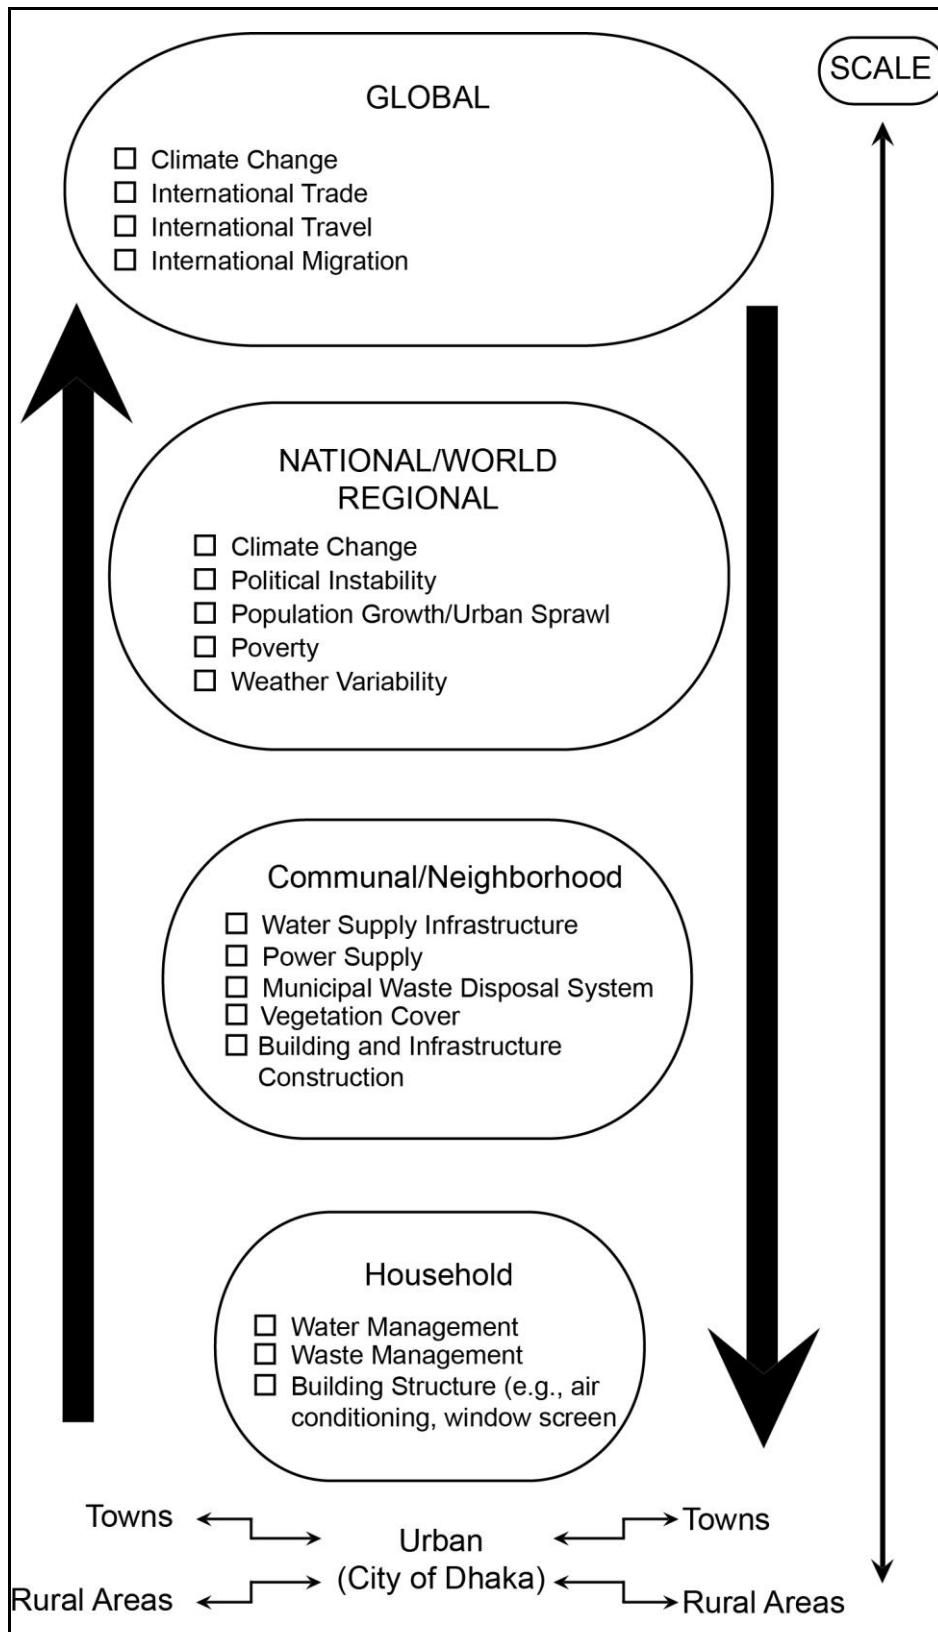 SCALE
GLOBAL
Climate Change
International Trade
International Travel
International Migration
NATIONAL/WORLD
REGIONAL
Climate Change
Political Instability
Population Growth/Urban Sprawl
Poverty
Weather Variability
Communal/Neighborhood
Water Supply Infrastructure
Power Supply
Municipal Waste Disposal System
Vegetation Cover
Building and Infrastructure
Construction
Household
Water Management
Waste Management
Building Structure (e.g., air
conditioning, window screen
Towns
Urban
Towns
Rural Areas
(City of Dhaka)
Rural Areas